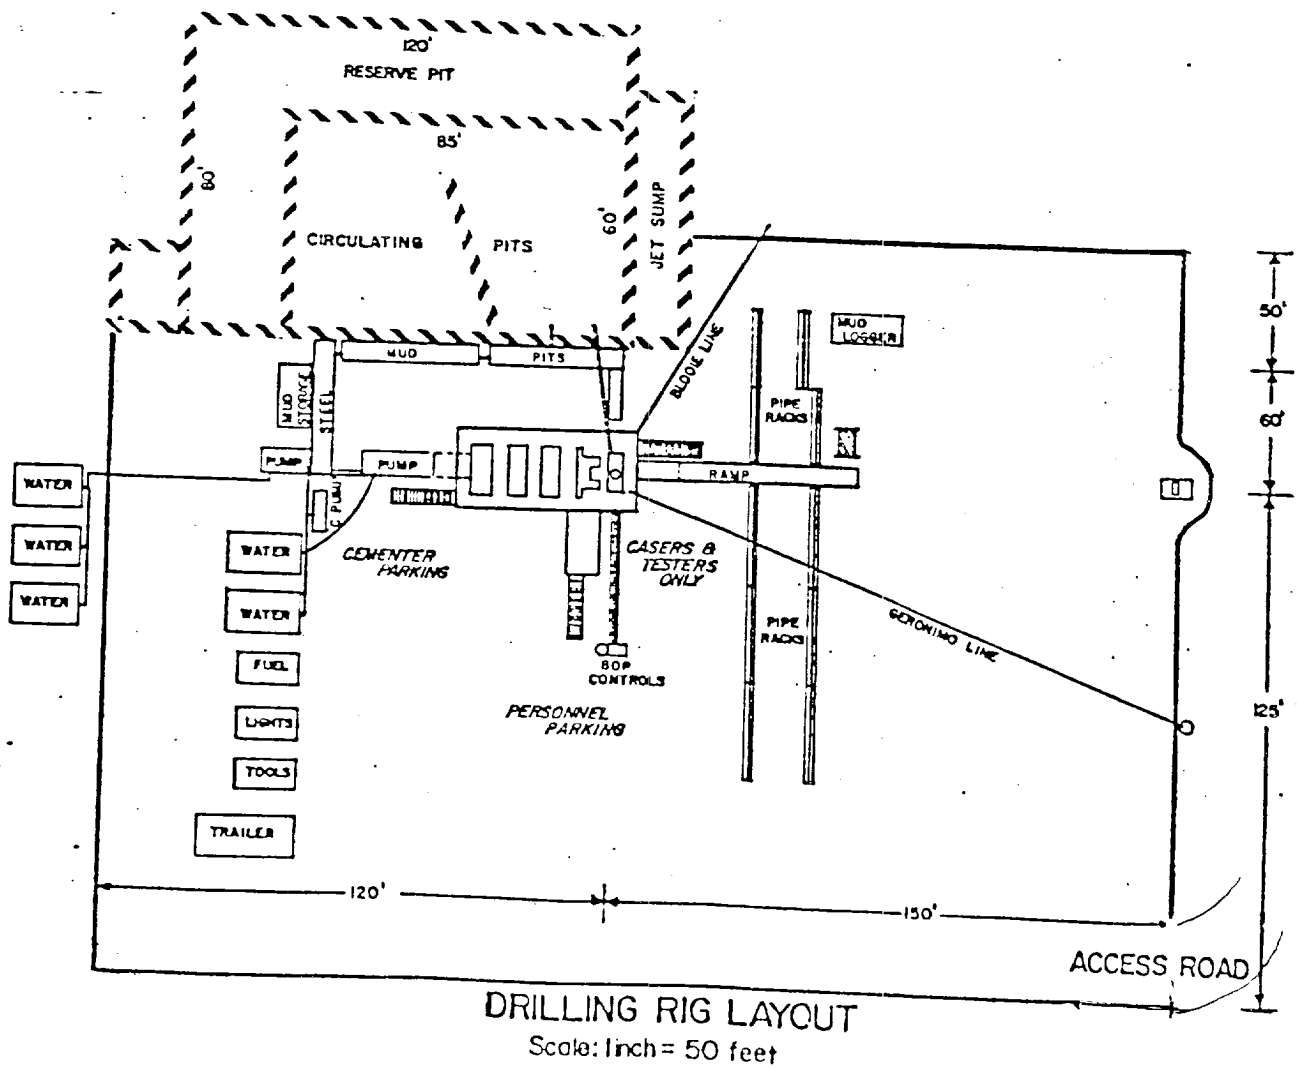 120'
RESERVE PIT
85'
80'
60'
JET SUMP
CIRCULATING PITS
50'
MUD
LOGGER
BLOOIE LINE
MUD PITS
MUD
STORAGE
STEEL
PIPE
RACKS
60'
PUMP
PUMP
RAMP
WATER
WATER
WATER
WATER
WATER
CEMENTER
PARKING
CASERS &
TESTERS
ONLY
GERONIMO LINE
PIPE
RACKS
FUEL
BOP
CONTROLS
LIGHTS
PERSONNEL
PARKING
125'
TOOLS
TRAILER
120'
150'
ACCESS ROAD
DRILLING RIG LAYOUT
Scale: 1inch = 50 feet